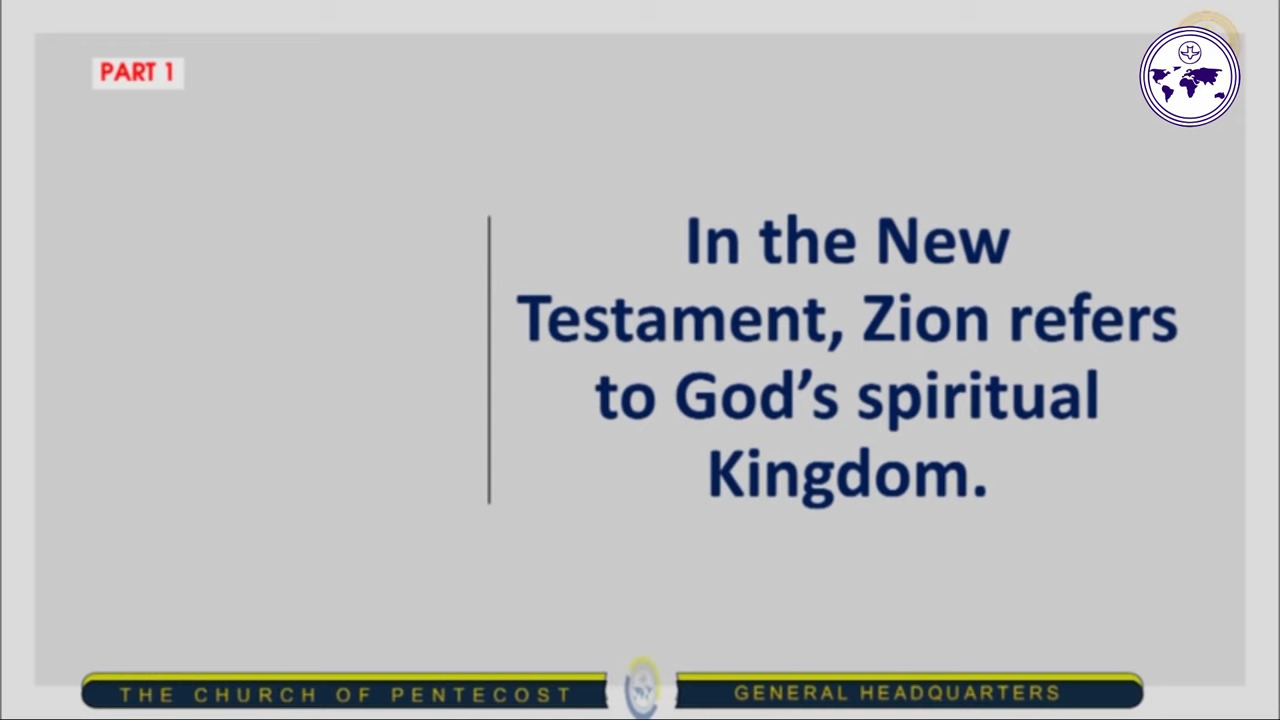 PART 1
In the New
Testament, Zion refers
to God’s spiritual
Kingdom.
THE CHURCH OF PENTECOST
GENERAL HEADQUARTERS